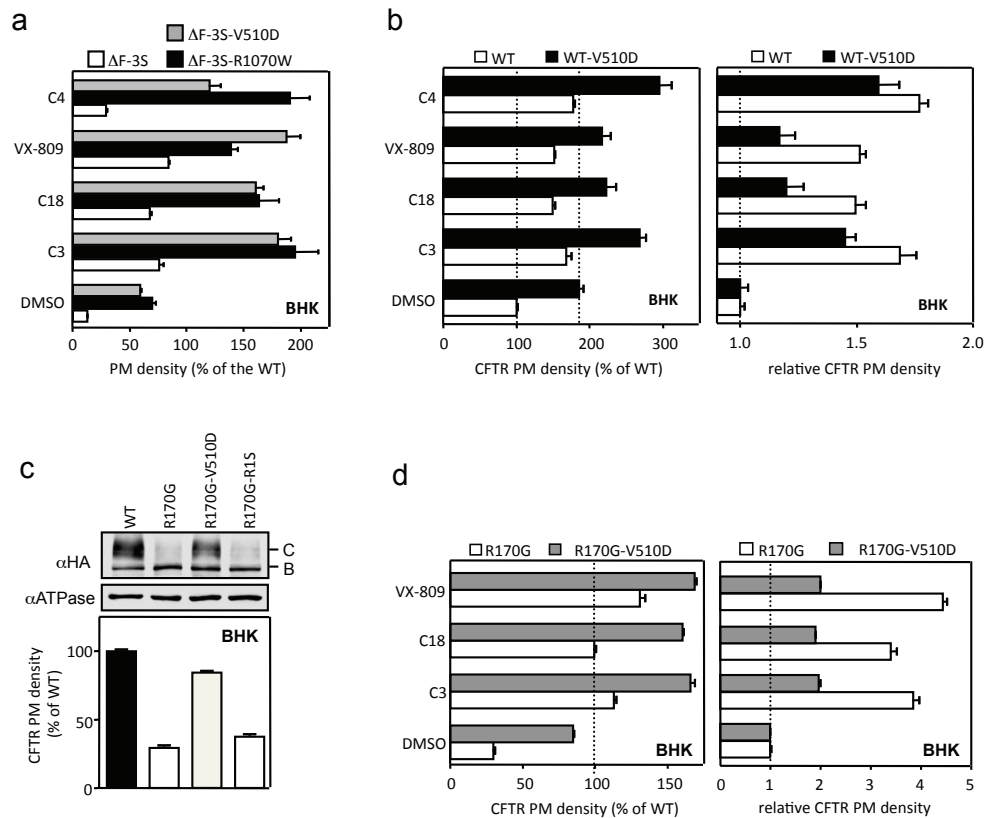 a
ΔF-3S-V510D
ΔF-3S ΔF-3S-R1070W
C4
VX-809
C18
C3
DMSO
BHK
0 50 100 150 200
PM density (% of the WT)
b
WT WT-V510D
C4
VX-809
C18
C3
DMSO
BHK
0 100 200 300
CFTR PM density (% of WT)
WT WT-V510D
1.0 1.5 2.0
relative CFTR PM density
c
WT
R170G
R170G-V510D
R170G-R1S
αHA
C
B
αATPase
BHK
CFTR PM density
(% of WT)
100
50
0
d
R170G R170G-V510D
VX-809
C18
C3
DMSO
BHK
0 50 100 150
CFTR PM density (% of WT)
R170G R170G-V510D
BHK
0 1 2 3 4 5
relative CFTR PM density